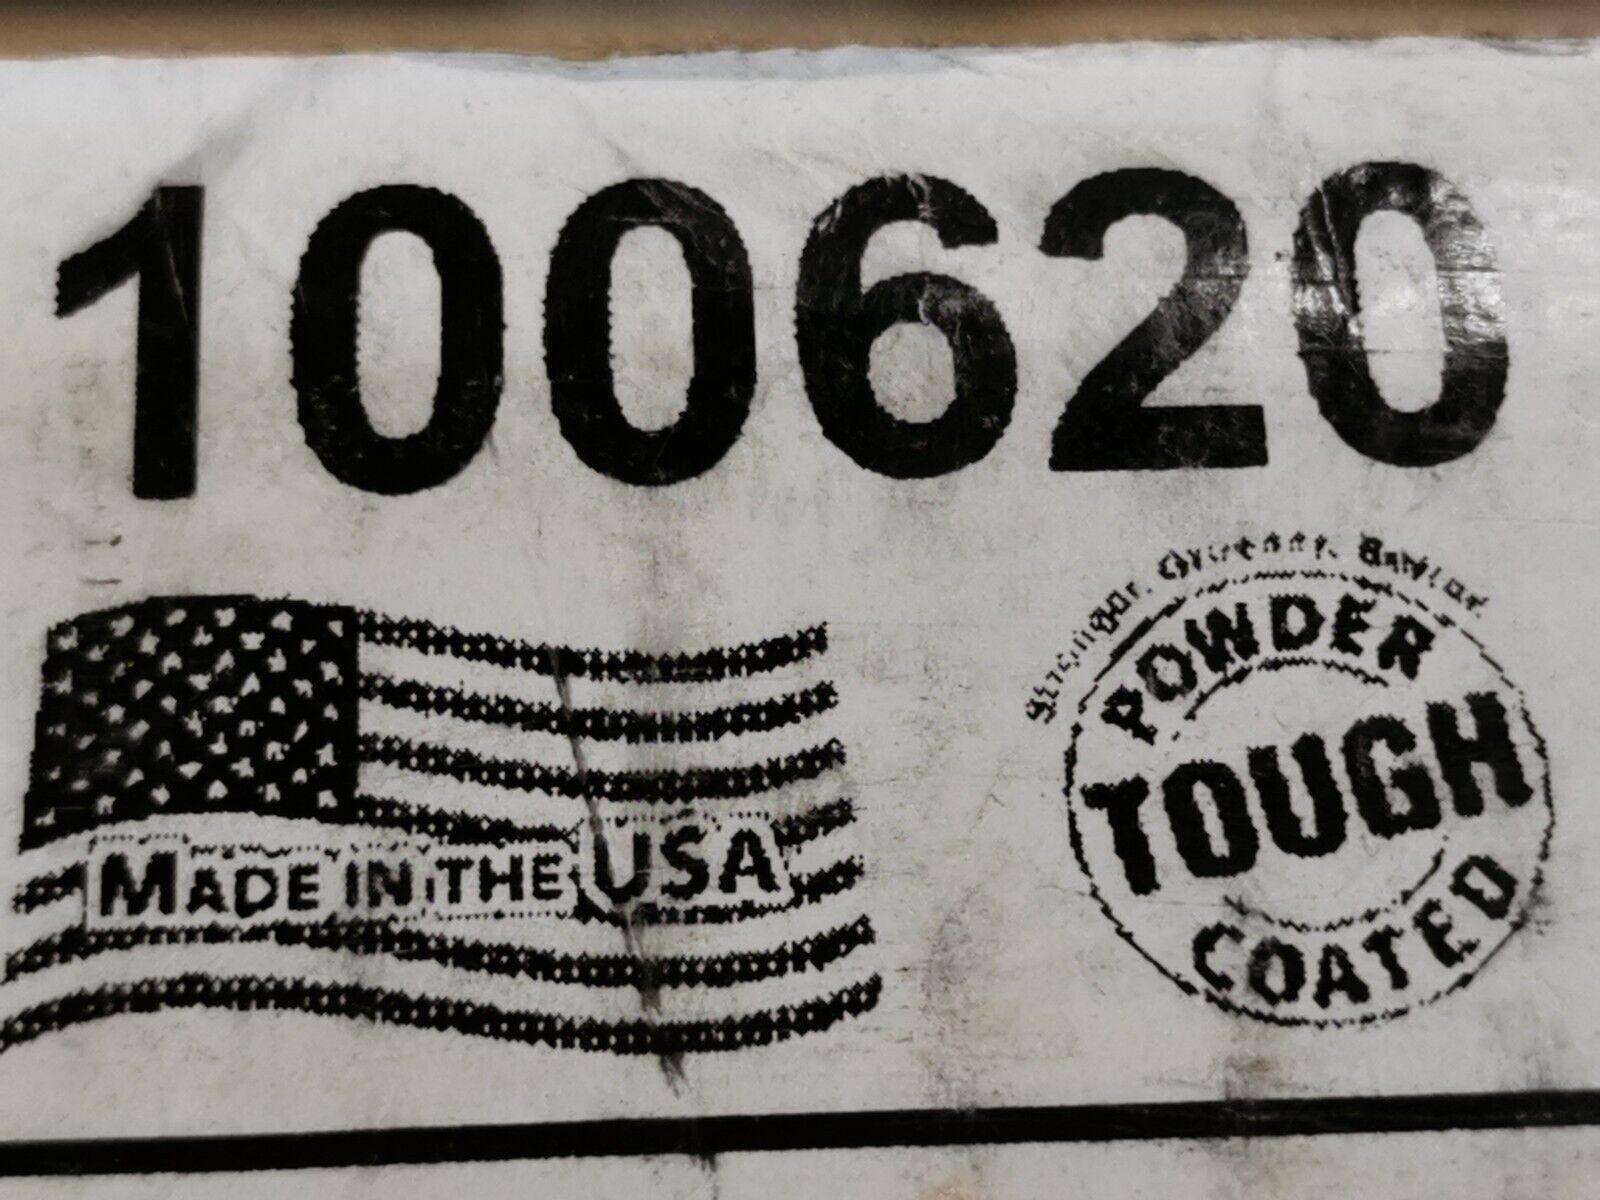 100620
MADE IN THE USA
POWDER
TOUGH
COATED